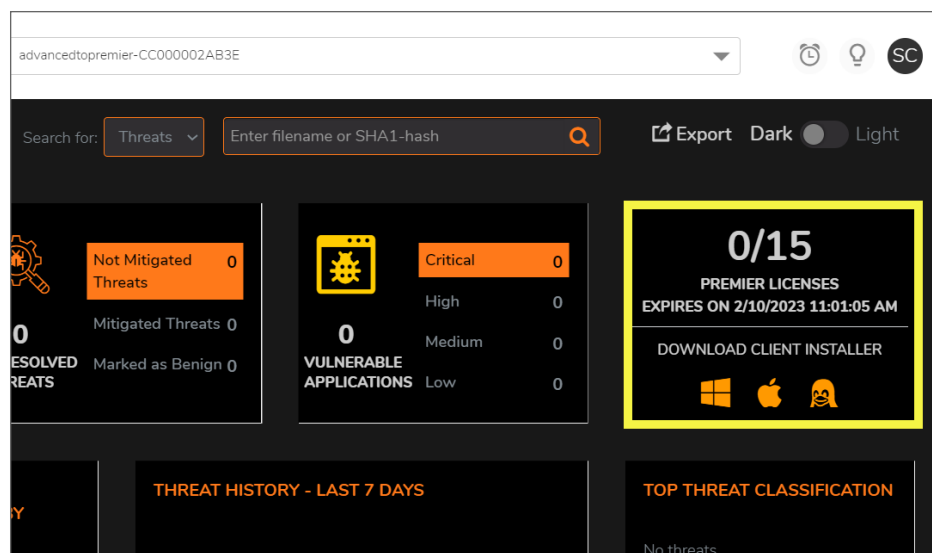 advancedtopremier-CC000002AB3E
SC
Search for:
Threats
Enter filename or SHA1-hash
Export
Dark
Light
Not Mitigated 0
Threats
Mitigated Threats 0
Marked as Benign 0
0
ESOLVED
REATS
Critical 0
High 0
Medium 0
Low 0
0
VULNERABLE
APPLICATIONS
0/15
PREMIER LICENSES
EXPIRES ON 2/10/2023 11:01:05 AM
DOWNLOAD CLIENT INSTALLER
Y
THREAT HISTORY - LAST 7 DAYS
TOP THREAT CLASSIFICATION
No threats